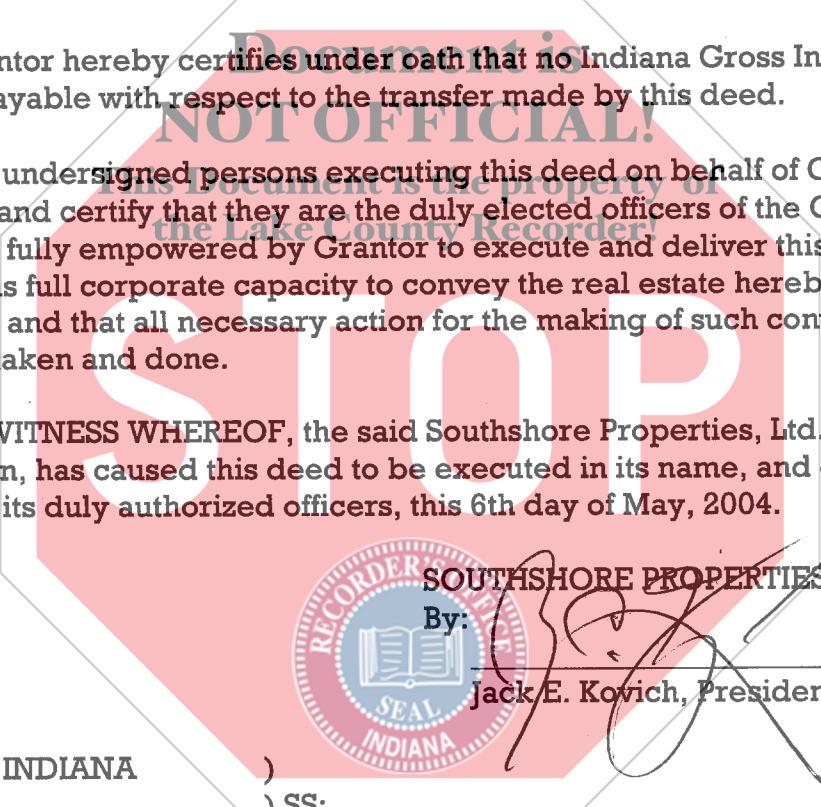 Document is
ntor hereby certifies under oath that no Indiana Gross In
ayable with respect to the transfer made by this deed.
NOT OFFICIAL!
undersigned persons executing this deed on behalf of G
This Document is the property of
and certify that they are the duly elected officers of the G
the Lake County Recorder!
fully empowered by Grantor to execute and deliver this
s full corporate capacity to convey the real estate hereb
and that all necessary action for the making of such con
aken and done.
STOP
WITNESS WHEREOF, the said Southshore Properties, Ltd.
n, has caused this deed to be executed in its name, and
its duly authorized officers, this 6th day of May, 2004.
SOUTHSHORE PROPERTIES
By:
Jack E. Kovich, Presiden
RECORDER'S OFFICE
SEAL
INDIANA
INDIANA )
) SS: